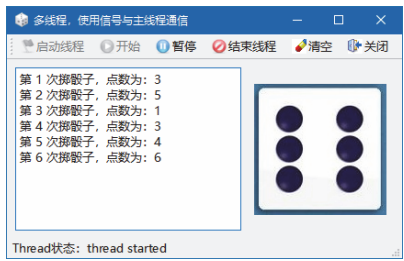 多线程，使用信号与主线程通信
启动线程 开始 暂停 结束线程 清空 关闭
第 1 次掷骰子，点数为：3
第 2 次掷骰子，点数为：5
第 3 次掷骰子，点数为：1
第 4 次掷骰子，点数为：3
第 5 次掷骰子，点数为：4
第 6 次掷骰子，点数为：6
Thread状态：thread started